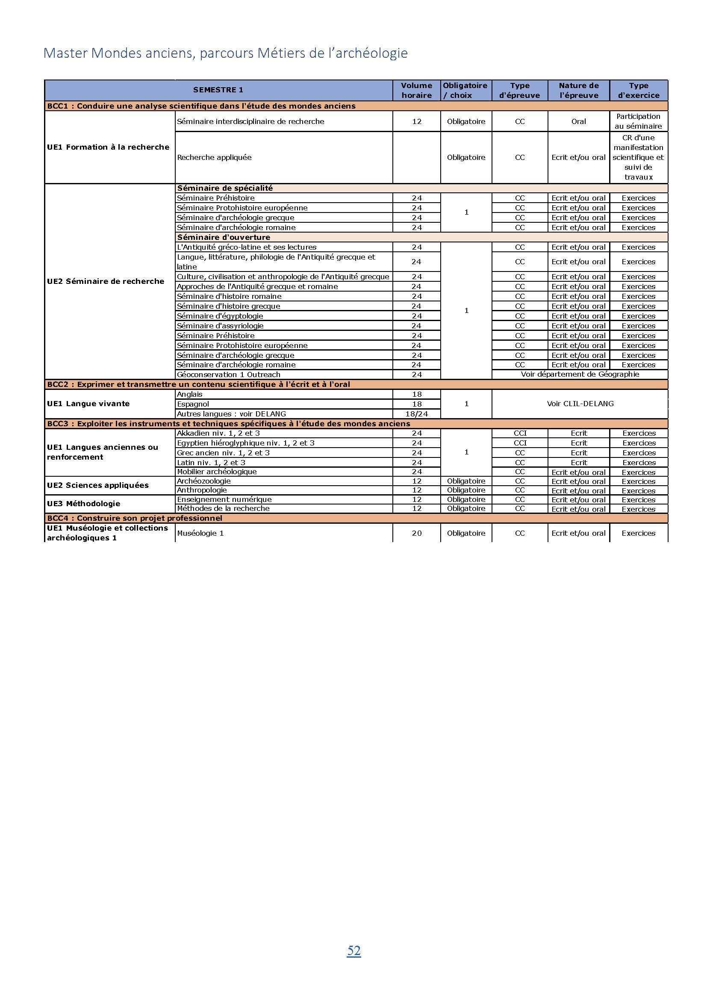 Master Mondes anciens, parcours Métiers de l’archéologie
SEMESTRE 1 Volume horaire Obligatoire / choix Type d'épreuve Nature de l'épreuve Type d'exercice
BCC1 : Conduire une analyse scientifique dans l'étude des mondes anciens
UE1 Formation à la recherche
Séminaire interdisciplinaire de recherche 12 Obligatoire CC Oral Participation au séminaire
Recherche appliquée Obligatoire CC Ecrit et/ou oral CR d'une manifestation scientifique et suivi de travaux
UE2 Séminaire de recherche
Séminaire de spécialité
Séminaire Préhistoire 24 1 CC Ecrit et/ou oral Exercices
Séminaire Protohistoire européenne 24 CC Ecrit et/ou oral Exercices
Séminaire d'archéologie grecque 24 CC Ecrit et/ou oral Exercices
Séminaire d'archéologie romaine 24 CC Ecrit et/ou oral Exercices
Séminaire d'ouverture
L'Antiquité gréco-latine et ses lectures 24 1 CC Ecrit et/ou oral Exercices
Langue, littérature, philologie de l'Antiquité grecque et latine 24 CC Ecrit et/ou oral Exercices
Culture, civilisation et anthropologie de l'Antiquité grecque 24 CC Ecrit et/ou oral Exercices
Approches de l'Antiquité grecque et romaine 24 CC Ecrit et/ou oral Exercices
Séminaire d'histoire romaine 24 CC Ecrit et/ou oral Exercices
Séminaire d'histoire grecque 24 CC Ecrit et/ou oral Exercices
Séminaire d'égyptologie 24 CC Ecrit et/ou oral Exercices
Séminaire d'assyriologie 24 CC Ecrit et/ou oral Exercices
Séminaire Préhistoire 24 CC Ecrit et/ou oral Exercices
Séminaire Protohistoire européenne 24 CC Ecrit et/ou oral Exercices
Séminaire d'archéologie grecque 24 CC Ecrit et/ou oral Exercices
Séminaire d'archéologie romaine 24 CC Ecrit et/ou oral Exercices
Géoconservation 1 Outreach 24 Voir département de Géographie
BCC2 : Exprimer et transmettre un contenu scientifique à l'écrit et à l'oral
UE1 Langue vivante
Anglais 18 1 Voir CLIL-DELANG
Espagnol 18
Autres langues : voir DELANG 18/24
BCC3 : Exploiter les instruments et techniques spécifiques à l'étude des mondes anciens
UE1 Langues anciennes ou renforcement
Akkadien niv. 1, 2 et 3 24 1 CCI Ecrit Exercices
Egyptien hiéroglyphique niv. 1, 2 et 3 24 CCI Ecrit Exercices
Grec ancien niv. 1, 2 et 3 24 CC Ecrit Exercices
Latin niv. 1, 2 et 3 24 CC Ecrit Exercices
Mobilier archéologique 24 CC Ecrit et/ou oral Exercices
UE2 Sciences appliquées
Archéozoologie 12 Obligatoire CC Ecrit et/ou oral Exercices
Anthropologie 12 Obligatoire CC Ecrit et/ou oral Exercices
UE3 Méthodologie
Enseignement numérique 12 Obligatoire CC Ecrit et/ou oral Exercices
Méthodes de la recherche 12 Obligatoire CC Ecrit et/ou oral Exercices
BCC4 : Construire son projet professionnel
UE1 Muséologie et collections archéologiques 1
Muséologie 1 20 Obligatoire CC Ecrit et/ou oral Exercices
52